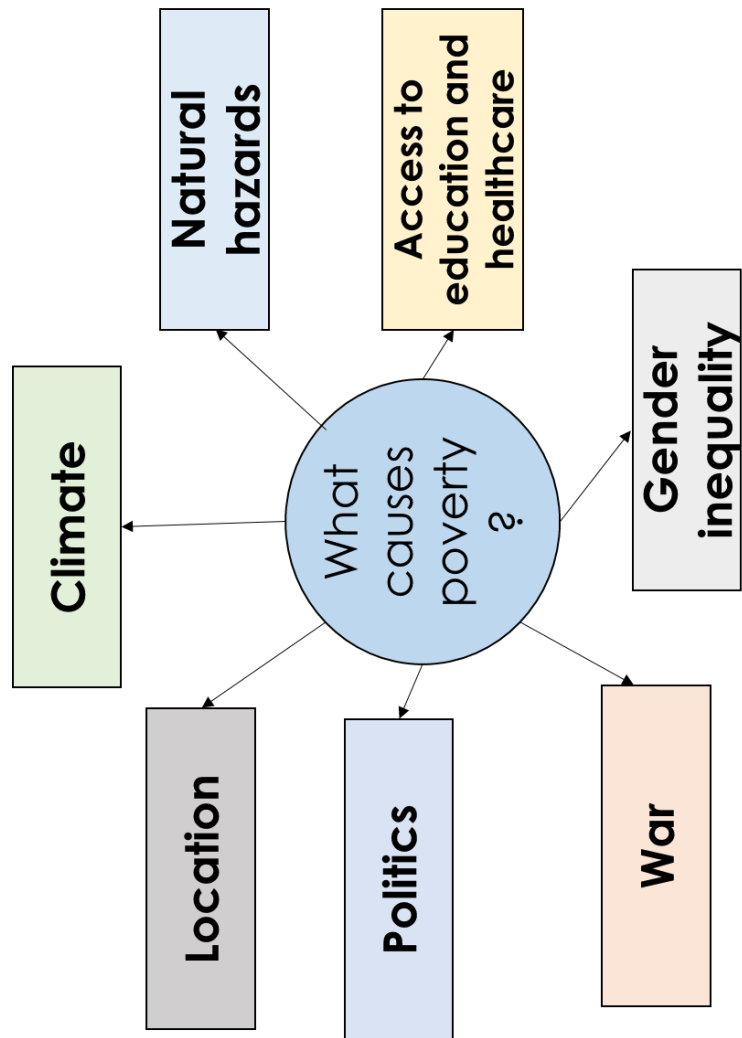 Climate
Location
Natural
hazards
What
causes
poverty
?
Politics
Access to
education and
healthcare
War
Gender
inequality